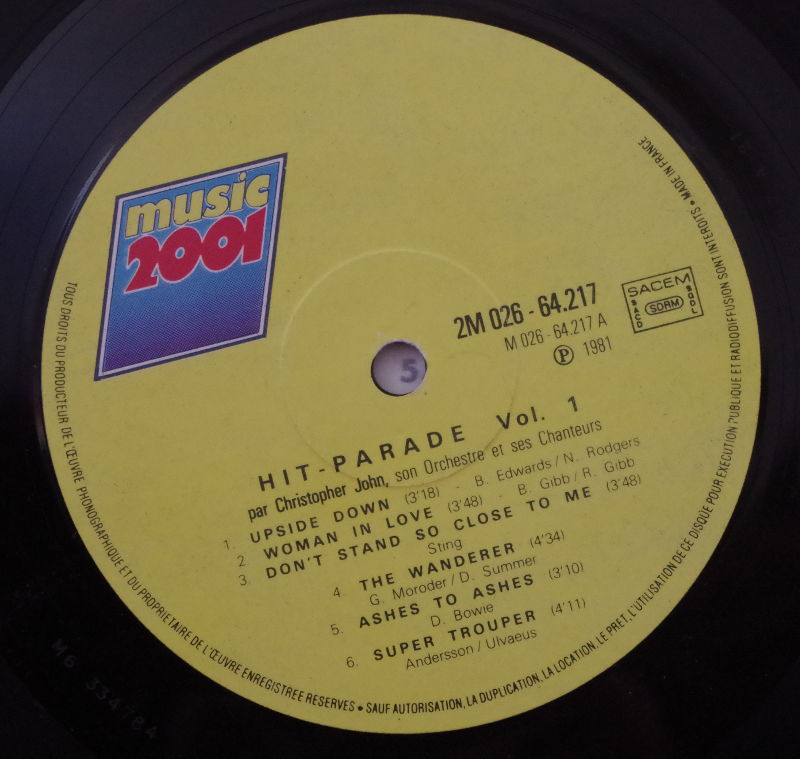 music
2001
2M 026 - 64.217
M 026 - 64.217 A
Ⓟ 1981
SACEM
SACD SDRM SGDL
5
HIT - PARADE Vol. 1
par Christopher John, son Orchestre et ses Chanteurs
1. UPSIDE DOWN (3'18) - B. Edwards / N. Rodgers
2. WOMAN IN LOVE (3'48) - B. Gibb / R. Gibb
3. DON'T STAND SO CLOSE TO ME (3'48)
Sting
4. THE WANDERER (4'34)
G. Moroder / D. Summer
5. ASHES TO ASHES (3'10)
D. Bowie
6. SUPER TROUPER (4'11)
Andersson / Ulvaeus
TOUS DROITS DU PRODUCTEUR DE L'ŒUVRE PHONOGRAPHIQUE ET DU PROPRIETAIRE DE L'ŒUVRE ENREGISTREE RESERVES • SAUF AUTORISATION, LA DUPLICATION, LA LOCATION, LE PRET, L'UTILISATION DE CE DISQUE POUR EXECUTION PUBLIQUE ET RADIODIFFUSION SONT INTERDITS • MADE IN FRANCE
M6 334784